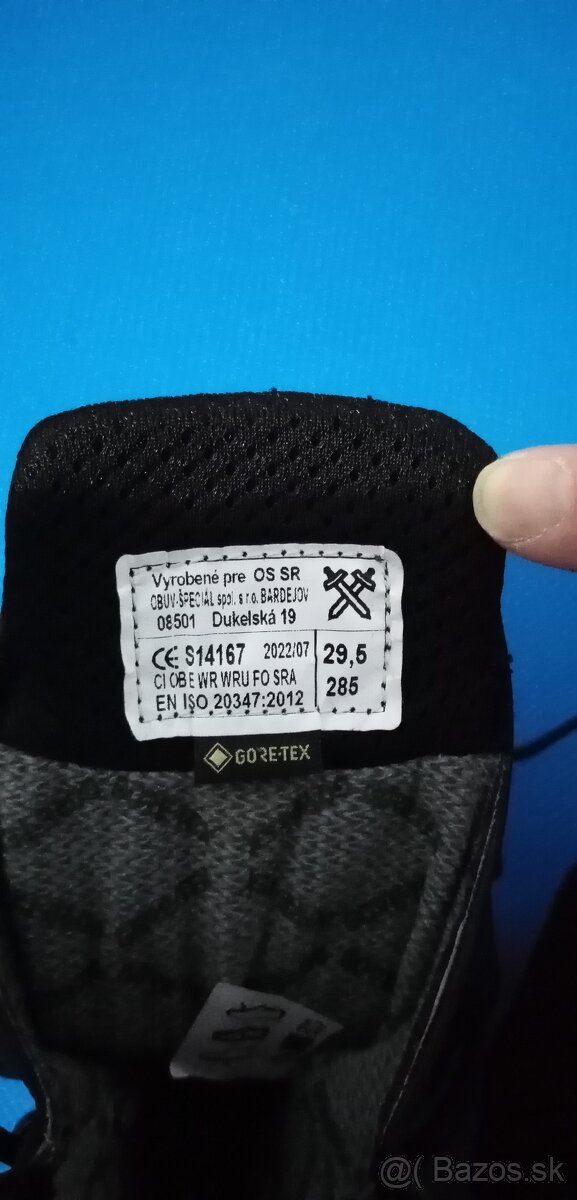 Vyrobené pre OS SR
OBUV-ŠPECIÁL spol. s r.o. BARDEJOV
08501 Dukelská 19
CE S14167 2022/07
CI OB E WR WRU FO SRA
EN ISO 20347:2012
29,5
285
GORE-TEX
@( Bazos.sk